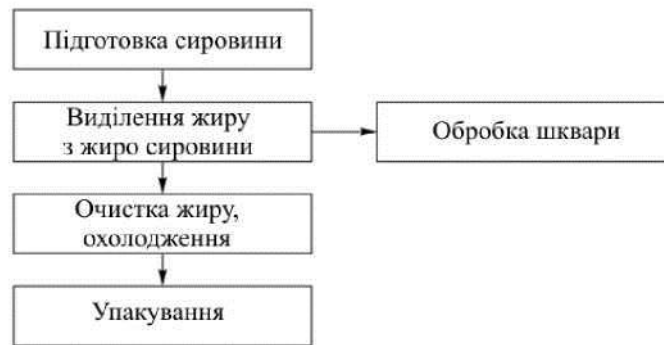 Підготовка сировини
Виділення жиру
з жиро сировини
Обробка шквари
Очистка жиру,
охолодження
Упакування